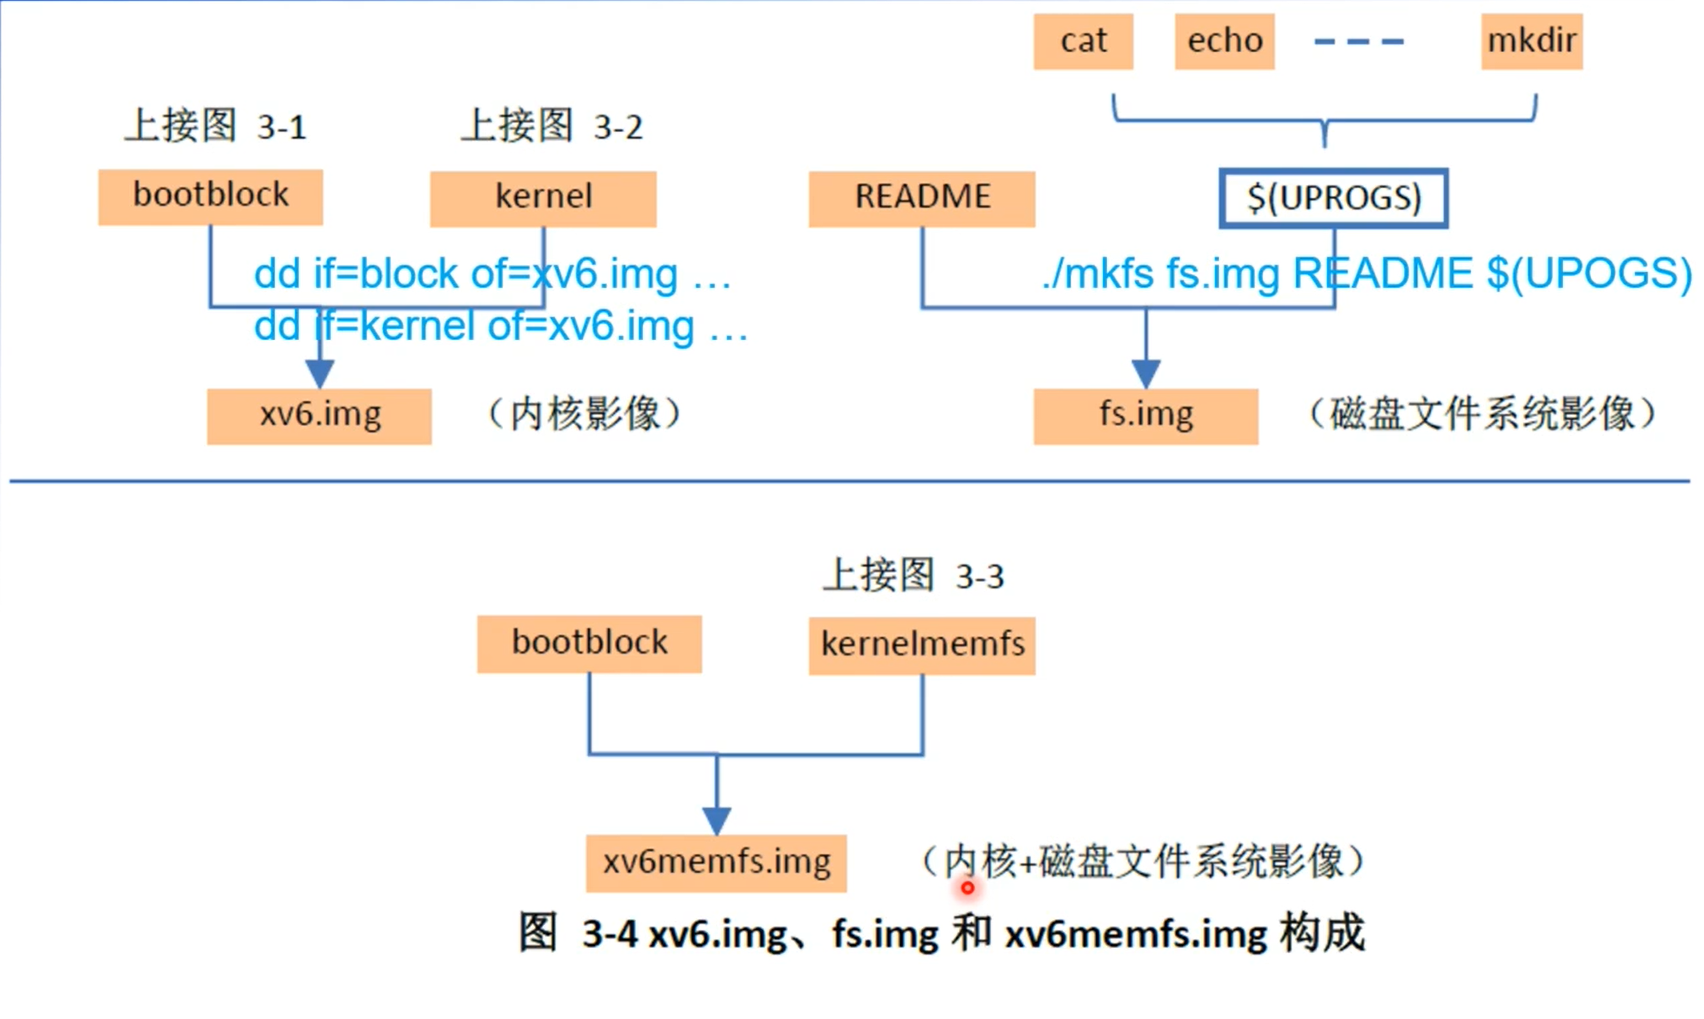 cat echo mkdir
上接图 3-1 上接图 3-2
bootblock kernel README $(UPROGS)
dd if=block of=xv6.img … ./mkfs fs.img README $(UPOGS)
dd if=kernel of=xv6.img …
xv6.img （内核影像） fs.img （磁盘文件系统影像）
上接图 3-3
bootblock kernelmemfs
xv6memfs.img （内核+磁盘文件系统影像）
图 3-4 xv6.img、fs.img 和 xv6memfs.img 构成